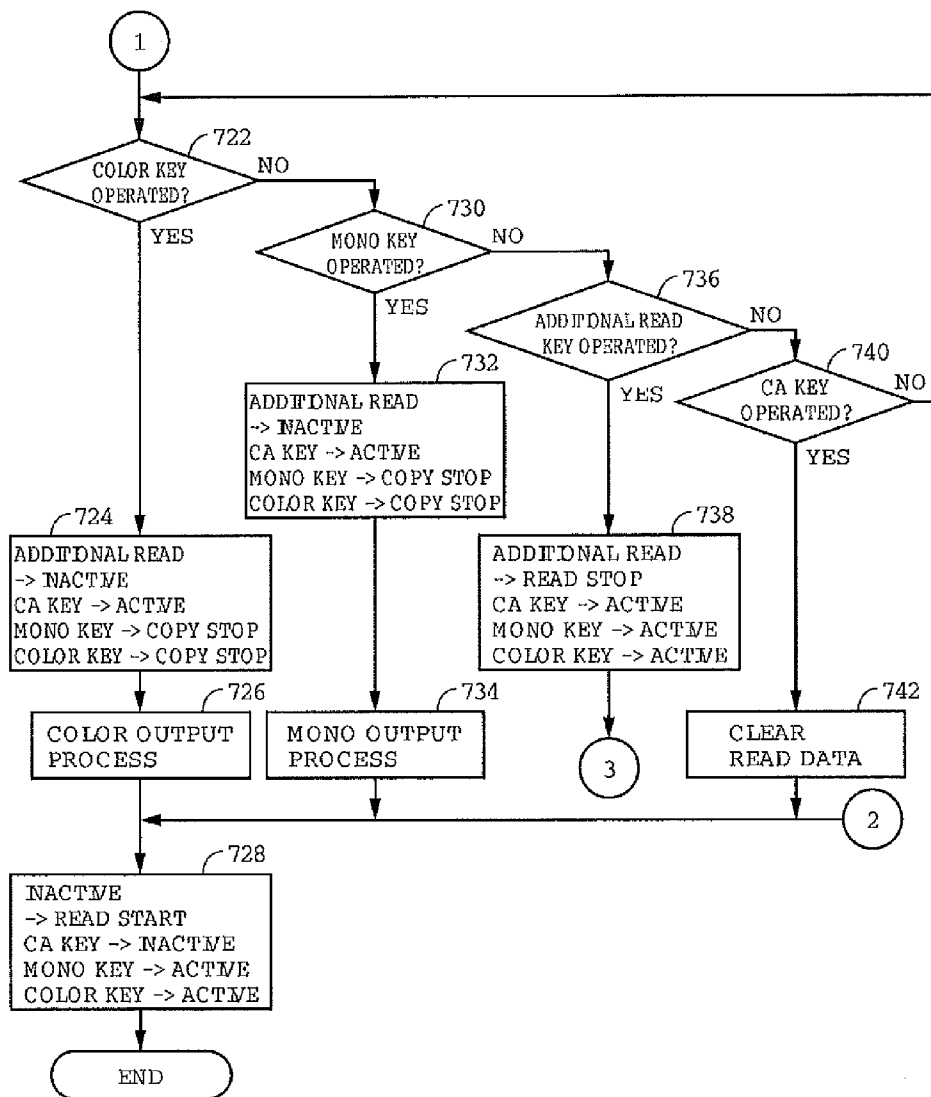 1
722
COLOR KEY
OPERATED?
NO
YES
730
MONO KEY
OPERATED?
NO
YES
736
ADDITIONAL READ
KEY OPERATED?
NO
YES
740
CA KEY
OPERATED?
NO
YES
732
ADDITIONAL READ
-> INACTIVE
CA KEY -> ACTIVE
MONO KEY -> COPY STOP
COLOR KEY -> COPY STOP
724
ADDITIONAL READ
-> INACTIVE
CA KEY -> ACTIVE
MONO KEY -> COPY STOP
COLOR KEY -> COPY STOP
738
ADDITIONAL READ
-> READ STOP
CA KEY -> ACTIVE
MONO KEY -> ACTIVE
COLOR KEY -> ACTIVE
726
COLOR OUTPUT
PROCESS
734
MONO OUTPUT
PROCESS
3
742
CLEAR
READ DATA
2
728
INACTIVE
-> READ START
CA KEY -> INACTIVE
MONO KEY -> ACTIVE
COLOR KEY -> ACTIVE
END